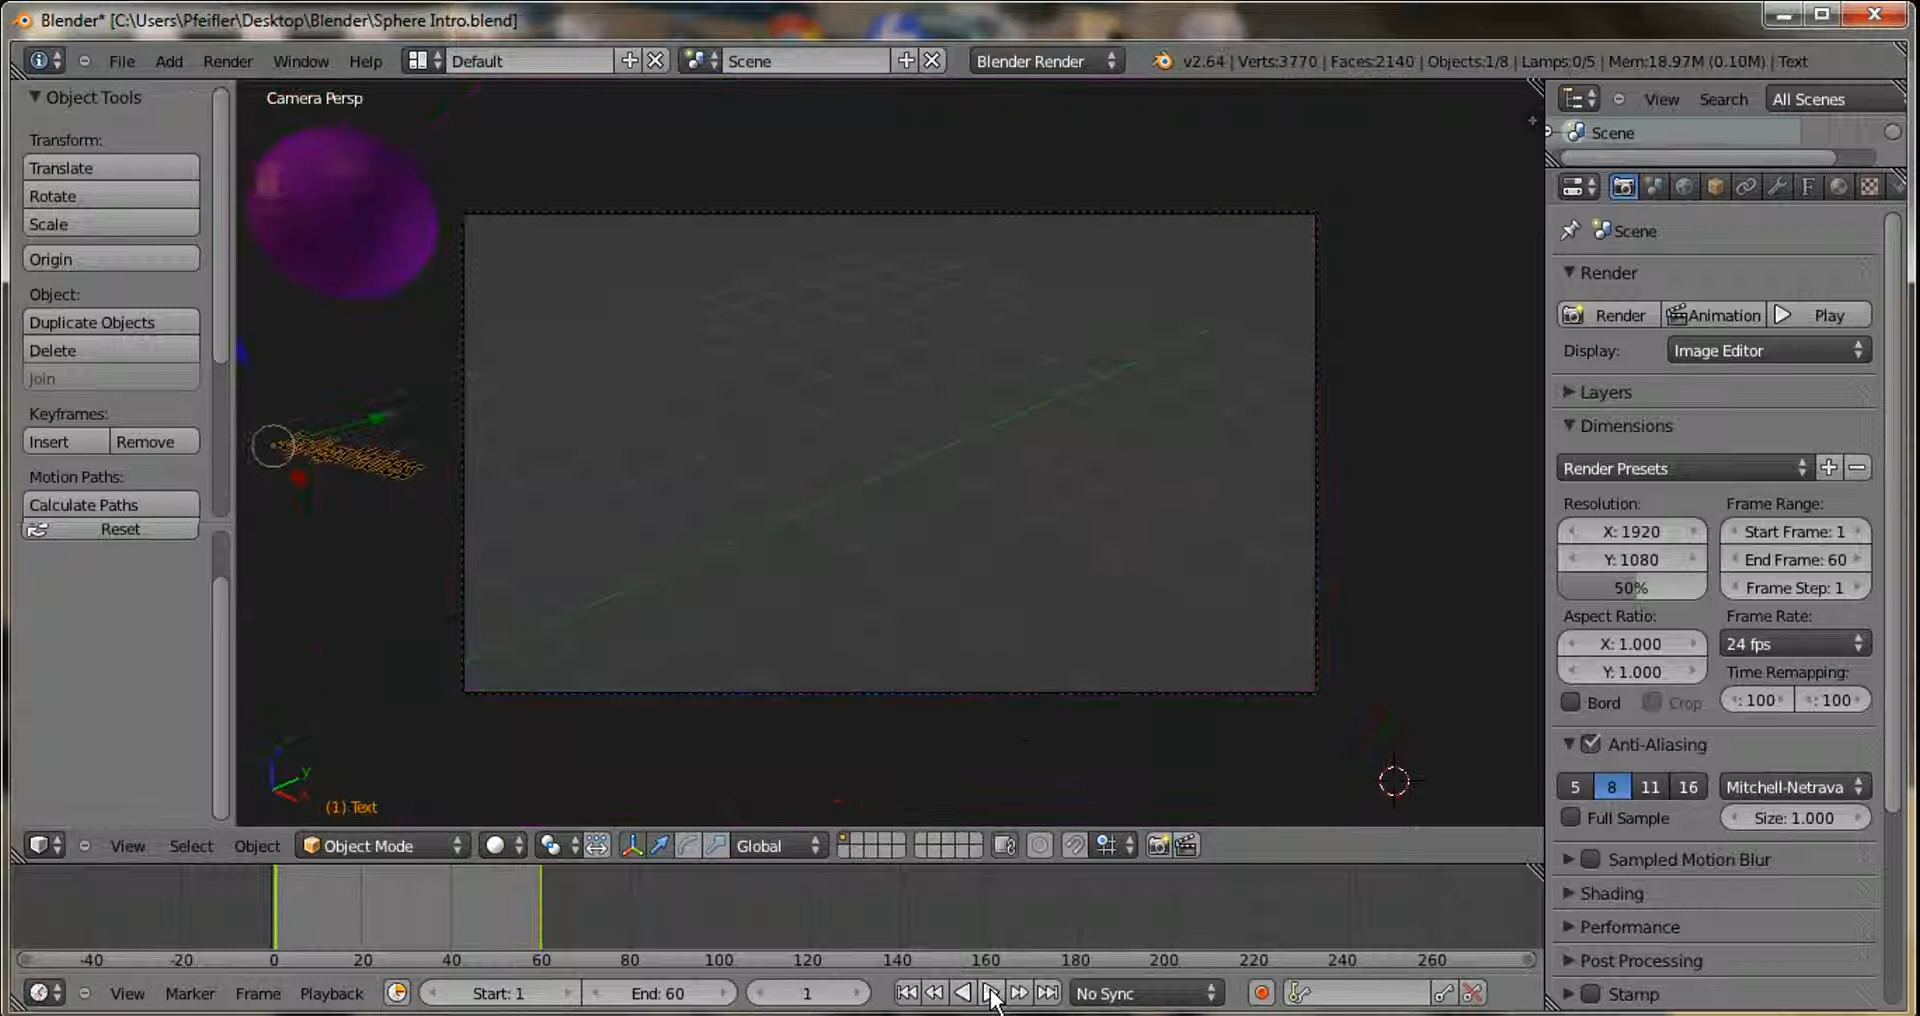 Blender* [C:\Users\Pfeifler\Desktop\Blender\Sphere Intro.blend]
File Add Render Window Help Default Scene Blender Render v2.64 | Verts:3770 | Faces:2140 | Objects:1/8 | Lamps:0/5 | Mem:18.97M (0.10M) | Text
Object Tools
Transform:
Translate
Rotate
Scale
Origin
Object:
Duplicate Objects
Delete
Join
Keyframes:
Insert Remove
Motion Paths:
Calculate Paths
Reset
Camera Persp
y
(1) Text
View Select Object Object Mode Global
-40 -20 0 20 40 60 80 100 120 140 160 180 200 220 240 260
View Marker Frame Playback Start: 1 End: 60 1 No Sync
View Search All Scenes
Scene
Scene
Render
Render Animation Play
Display: Image Editor
Layers
Dimensions
Render Presets
Resolution: Frame Range:
X: 1920 Start Frame: 1
Y: 1080 End Frame: 60
50% Frame Step: 1
Aspect Ratio: Frame Rate:
X: 1.000 24 fps
Y: 1.000 Time Remapping:
Bord Crop : 100 : 100
Anti-Aliasing
5 8 11 16 Mitchell-Netrava
Full Sample Size: 1.000
Sampled Motion Blur
Shading
Performance
Post Processing
Stamp